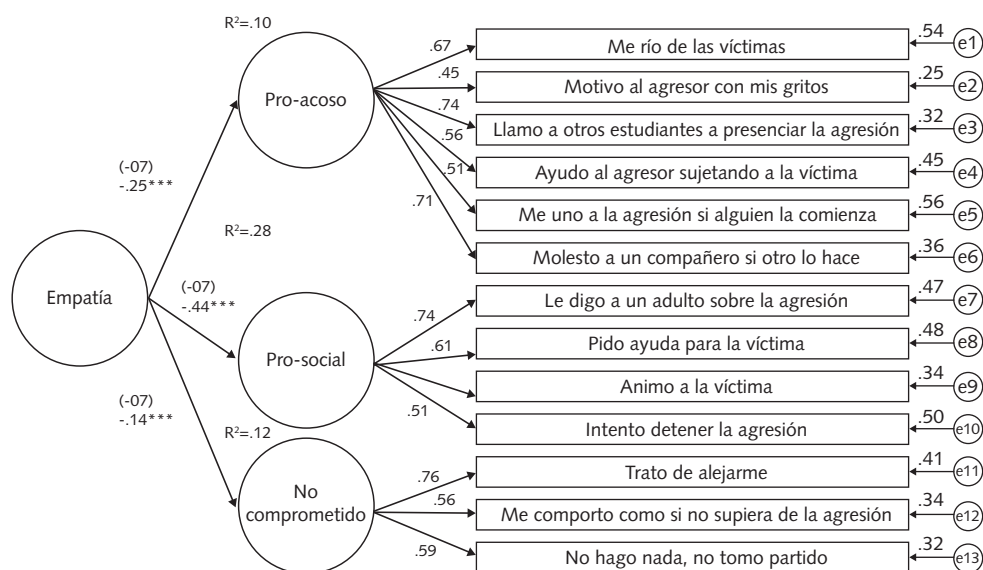 R²=.10
Pro-acoso
(-07)
-.25***
R²=.28
Empatía
(-07)
-.44***
Pro-social
(-07)
-.14***
R²=.12
No
comprometido
.67
Me río de las víctimas
.54
e1
.45
Motivo al agresor con mis gritos
.25
e2
.74
Llamo a otros estudiantes a presenciar la agresión
.32
e3
.56
Ayudo al agresor sujetando a la víctima
.45
e4
.51
Me uno a la agresión si alguien la comienza
.56
e5
.71
Molesto a un compañero si otro lo hace
.36
e6
.74
Le digo a un adulto sobre la agresión
.47
e7
.61
Pido ayuda para la víctima
.48
e8
Animo a la víctima
.34
e9
.51
Intento detener la agresión
.50
e10
.76
Trato de alejarme
.41
e11
.56
Me comporto como si no supiera de la agresión
.34
e12
.59
No hago nada, no tomo partido
.32
e13